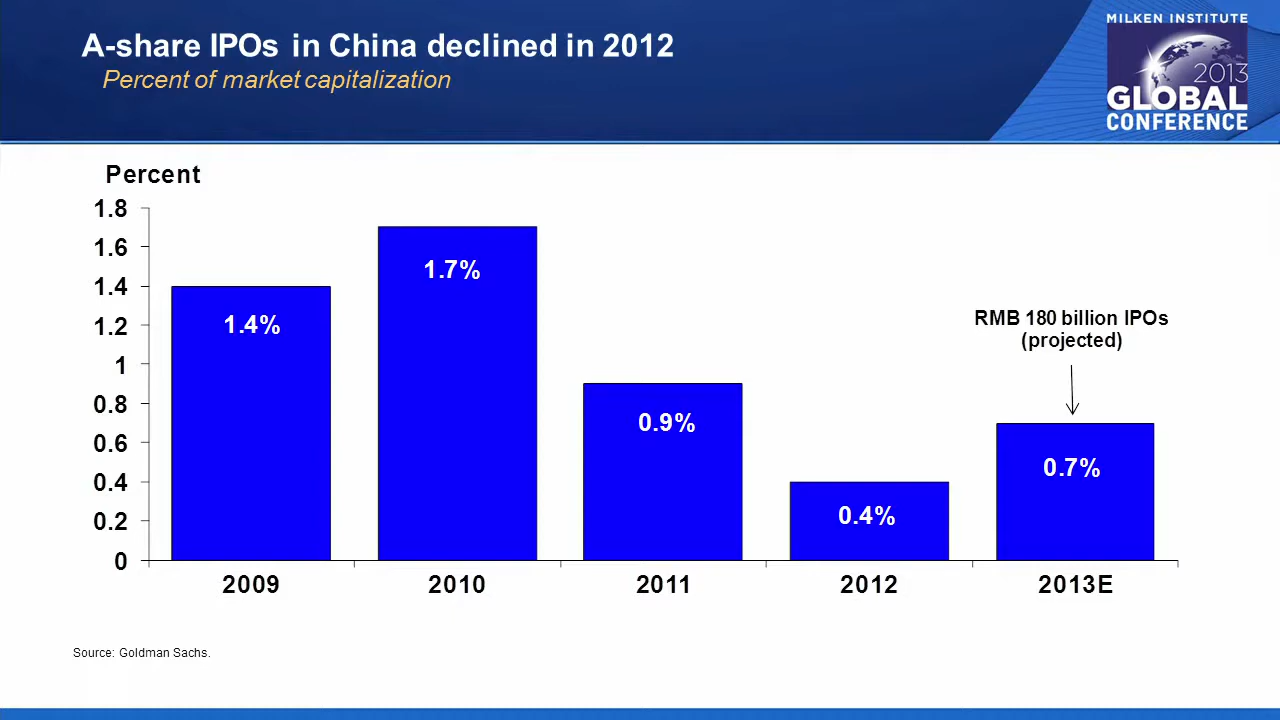 A-share IPOs in China declined in 2012
Percent of market capitalization
MILKEN INSTITUTE
2013
GLOBAL
CONFERENCE
Percent
1.8
1.6
1.4
1.2
1
0.8
0.6
0.4
0.2
0
1.4%
1.7%
0.9%
0.4%
0.7%
RMB 180 billion IPOs
(projected)
2009 2010 2011 2012 2013E
Source: Goldman Sachs.